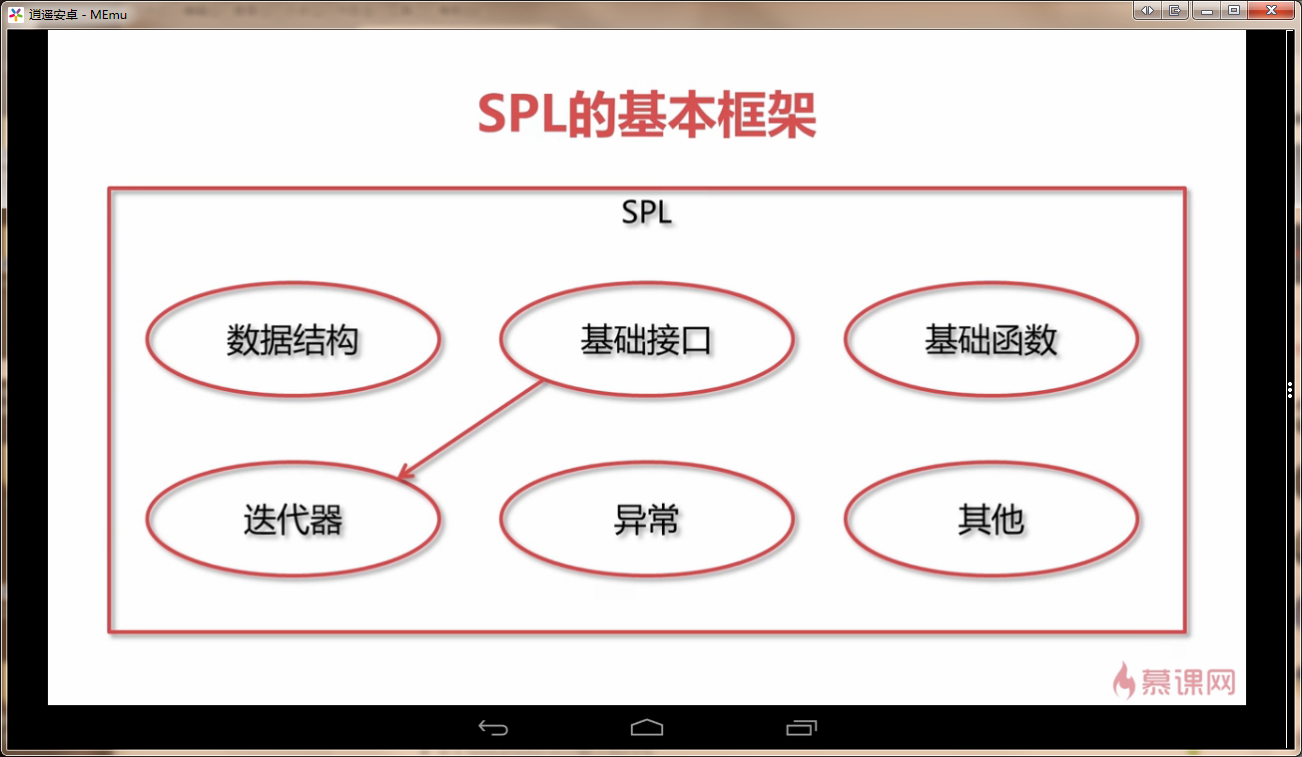 逍遥安卓 - MEmu
SPL的基本框架
SPL
数据结构
基础接口
基础函数
迭代器
异常
其他
慕课网